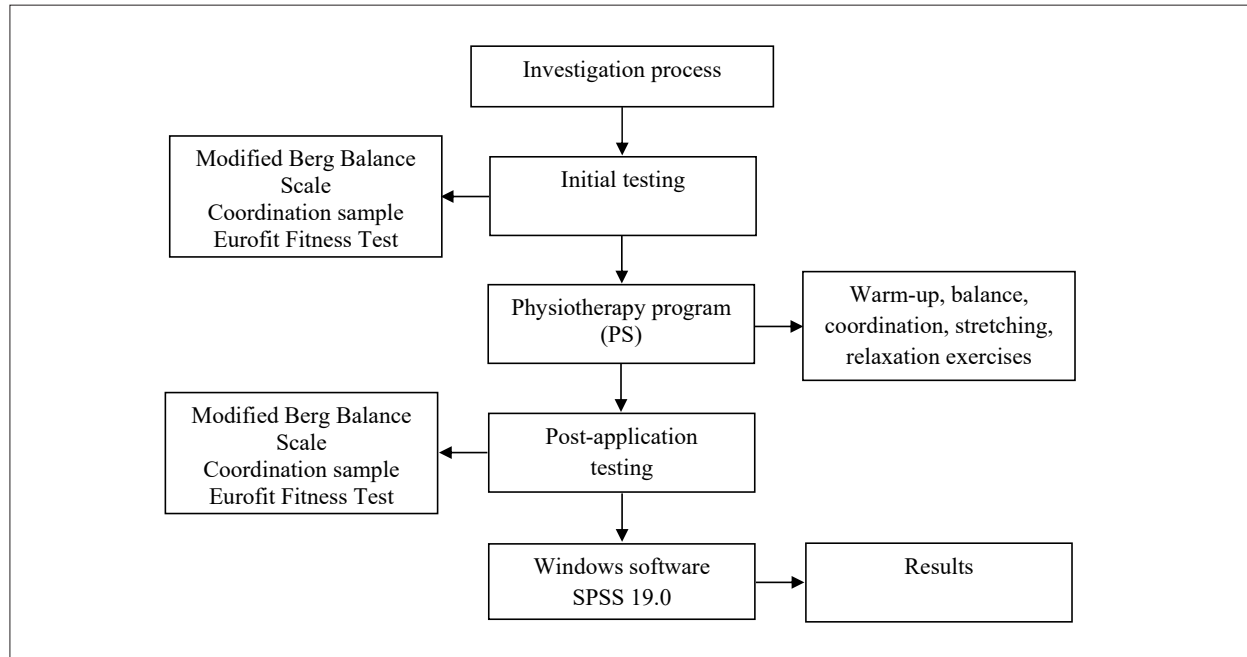 Investigation process
Modified Berg Balance
Scale
Coordination sample
Eurofit Fitness Test
Initial testing
Physiotherapy program
(PS)
Warm-up, balance,
coordination, stretching,
relaxation exercises
Modified Berg Balance
Scale
Coordination sample
Eurofit Fitness Test
Post-application
testing
Windows software
SPSS 19.0
Results